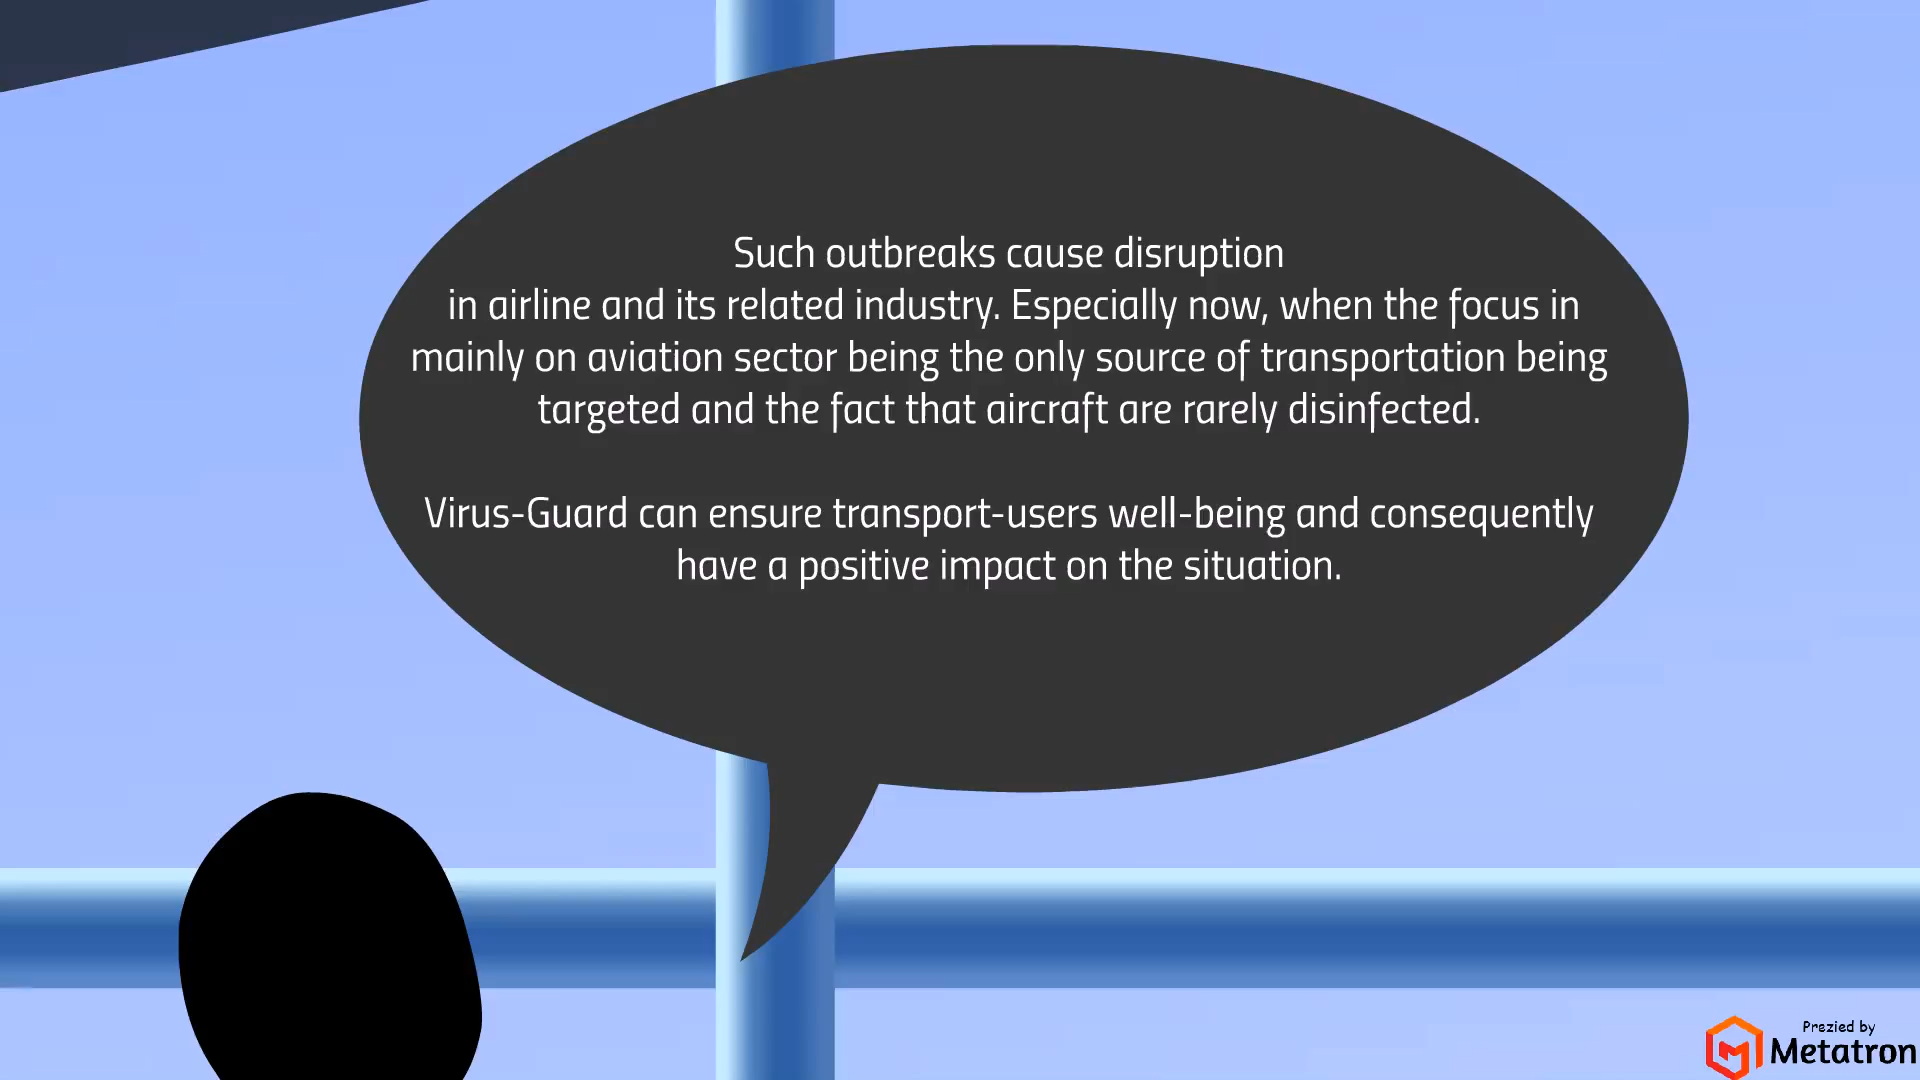 Such outbreaks cause disruption
in airline and its related industry. Especially now, when the focus in
mainly on aviation sector being the only source of transportation being
targeted and the fact that aircraft are rarely disinfected.
Virus-Guard can ensure transport-users well-being and consequently
have a positive impact on the situation.
Prezied by
Metatron